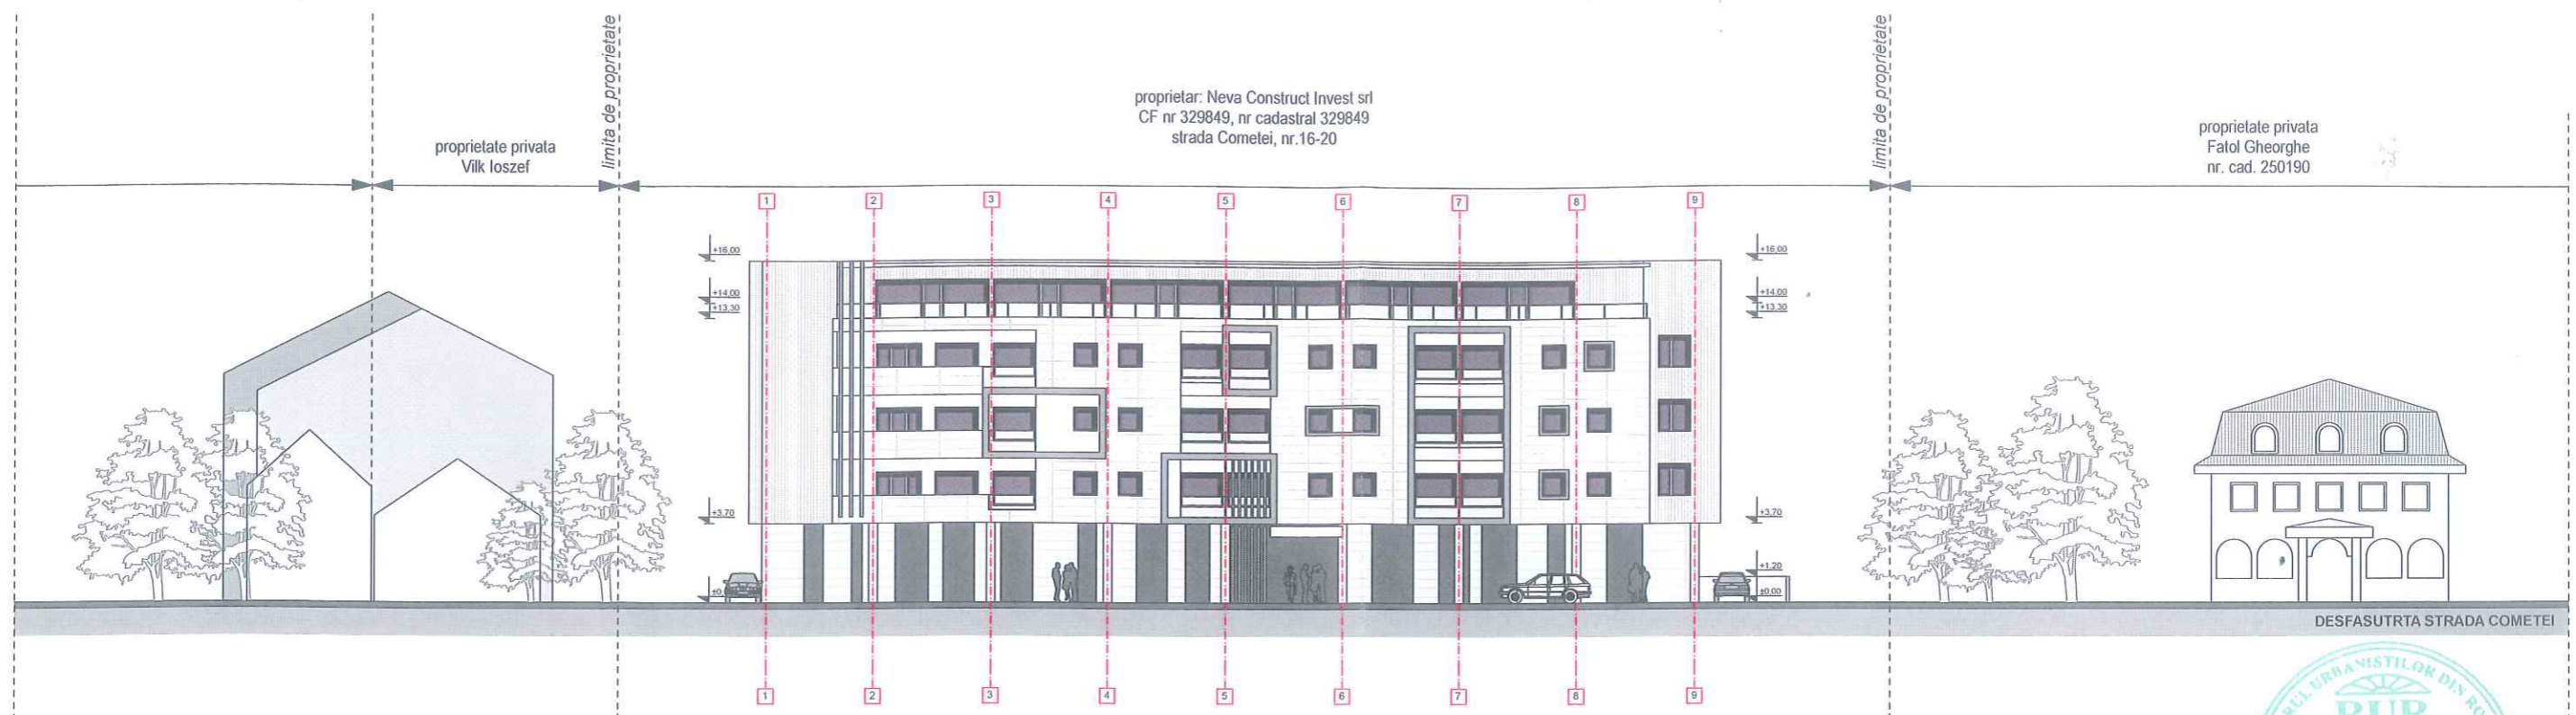 limita de proprietate
limita de proprietate
proprietar: Neva Construct Invest srl
CF nr 329849, nr cadastral 329849
strada Cometei, nr.16-20
proprietate privata
Vilk Ioszef
proprietate privata
Fatol Gheorghe
nr. cad. 250190
1 2 3 4 5 6 7 8 9
+16,00
+16,00
+14,00
+13,30
+14,00
+13,30
+3,70
+3,70
+1,20
±0,00
DESFASUTRTA STRADA COMETEI
1 2 3 4 5 6 7 8 9
URBANISTILOR DIN
RUR